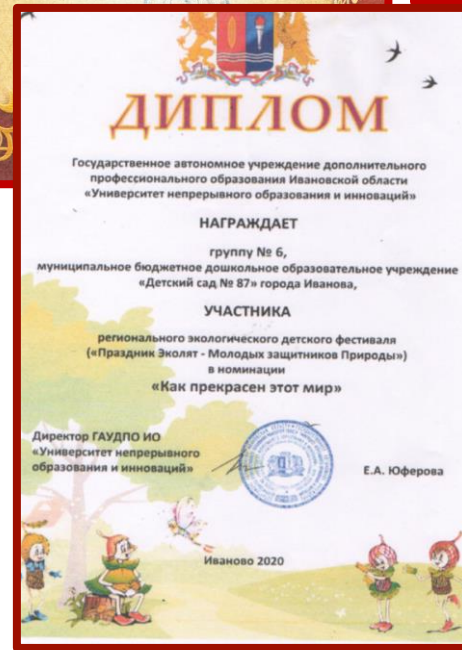 ДИПЛОМ
Государственное автономное учреждение дополнительного
профессионального образования Ивановской области
«Университет непрерывного образования и инноваций»
НАГРАЖДАЕТ
группу № 6,
муниципальное бюджетное дошкольное образовательное учреждение
«Детский сад № 87» города Иванова,
УЧАСТНИКА
регионального экологического детского фестиваля
(«Праздник Эколят - Молодых защитников Природы»)
в номинации
«Как прекрасен этот мир»
Директор ГАУДПО ИО
«Университет непрерывного
образования и инноваций»
Е.А. Юферова
Иваново 2020